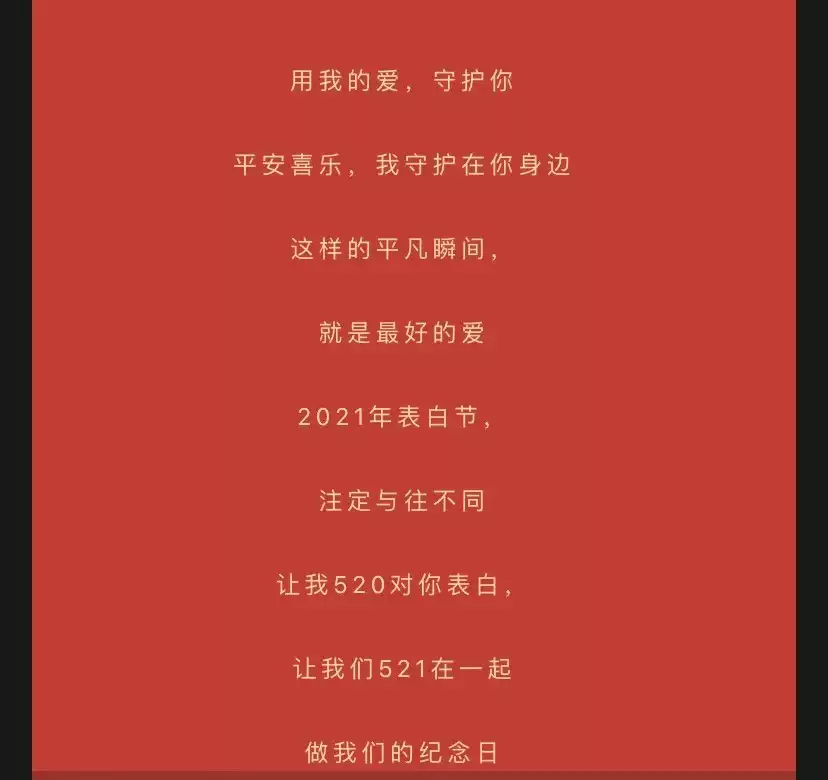 用我的爱，守护你
平安喜乐，我守护在你身边
这样的平凡瞬间，
就是最好的爱
2021年表白节，
注定与往不同
让我520对你表白，
让我们521在一起
做我们的纪念日